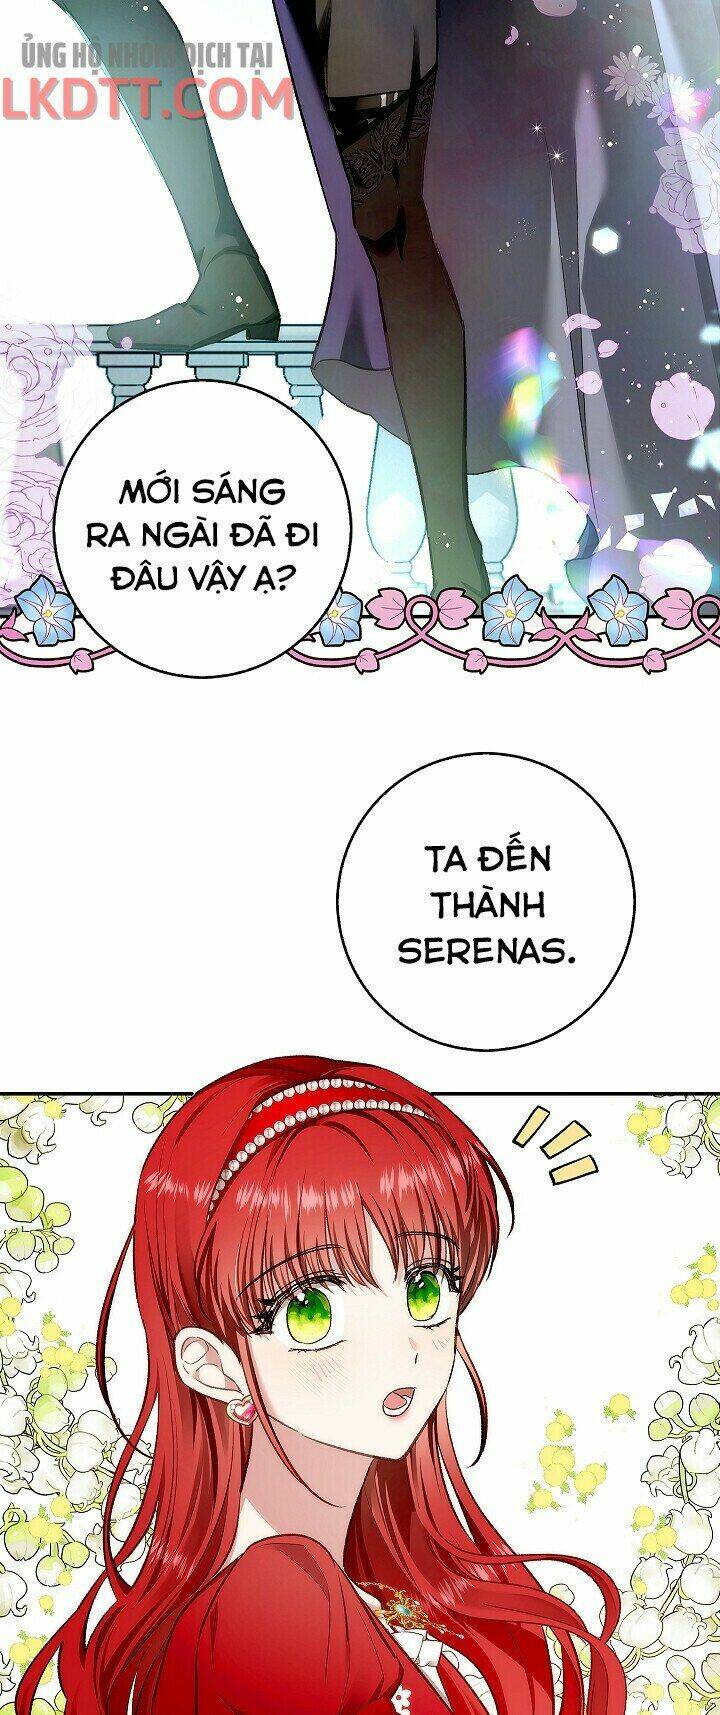 ỦNG HỘ NHÓM DỊCH TẠI
LKDTT.COM
MỚI SÁNG
RA NGÀI ĐÃ ĐI
ĐÂU VẬY Ạ?
TA ĐẾN
THÀNH
SERENAS.